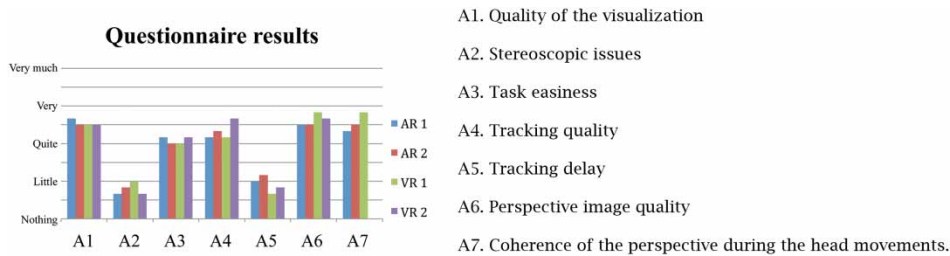 Questionnaire results
Very much
Very
Quite
Little
Nothing
A1 A2 A3 A4 A5 A6 A7
AR 1
AR 2
VR 1
VR 2
A1. Quality of the visualization
A2. Stereoscopic issues
A3. Task easiness
A4. Tracking quality
A5. Tracking delay
A6. Perspective image quality
A7. Coherence of the perspective during the head movements.